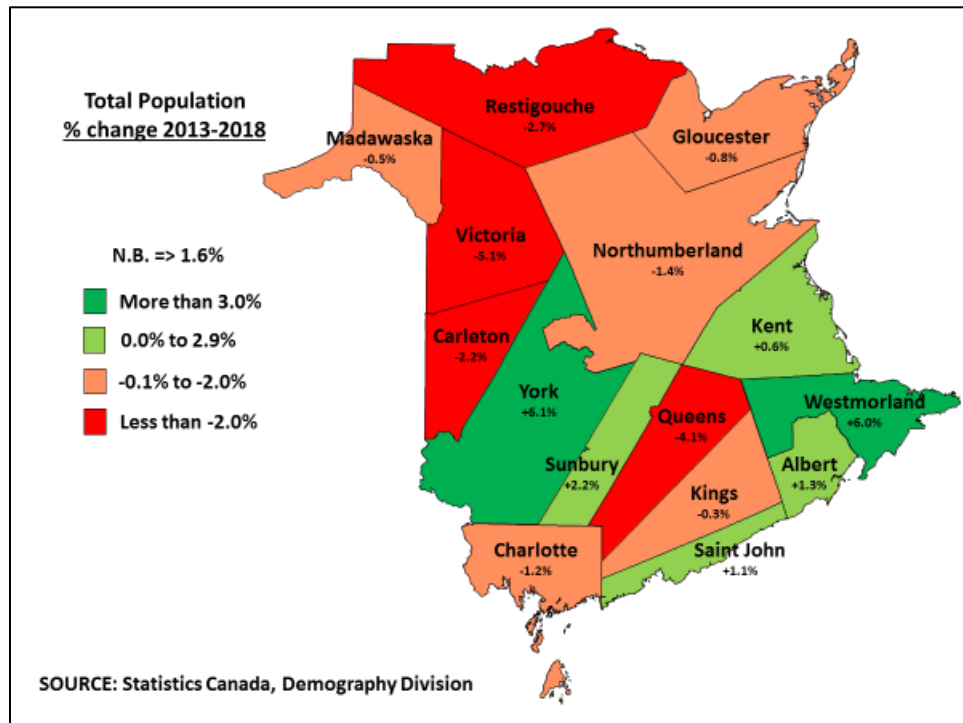 Total Population
% change 2013-2018
N.B. => 1.6%
More than 3.0%
0.0% to 2.9%
-0.1% to -2.0%
Less than -2.0%
Restigouche
-2.7%
Madawaska
-0.5%
Gloucester
-0.8%
Victoria
-5.1%
Northumberland
-1.4%
Carleton
-2.2%
Kent
+0.6%
York
+6.1%
Westmorland
+6.0%
Queens
-4.1%
Sunbury
+2.2%
Albert
+1.3%
Kings
-0.3%
Charlotte
-1.2%
Saint John
+1.1%
SOURCE: Statistics Canada, Demography Division